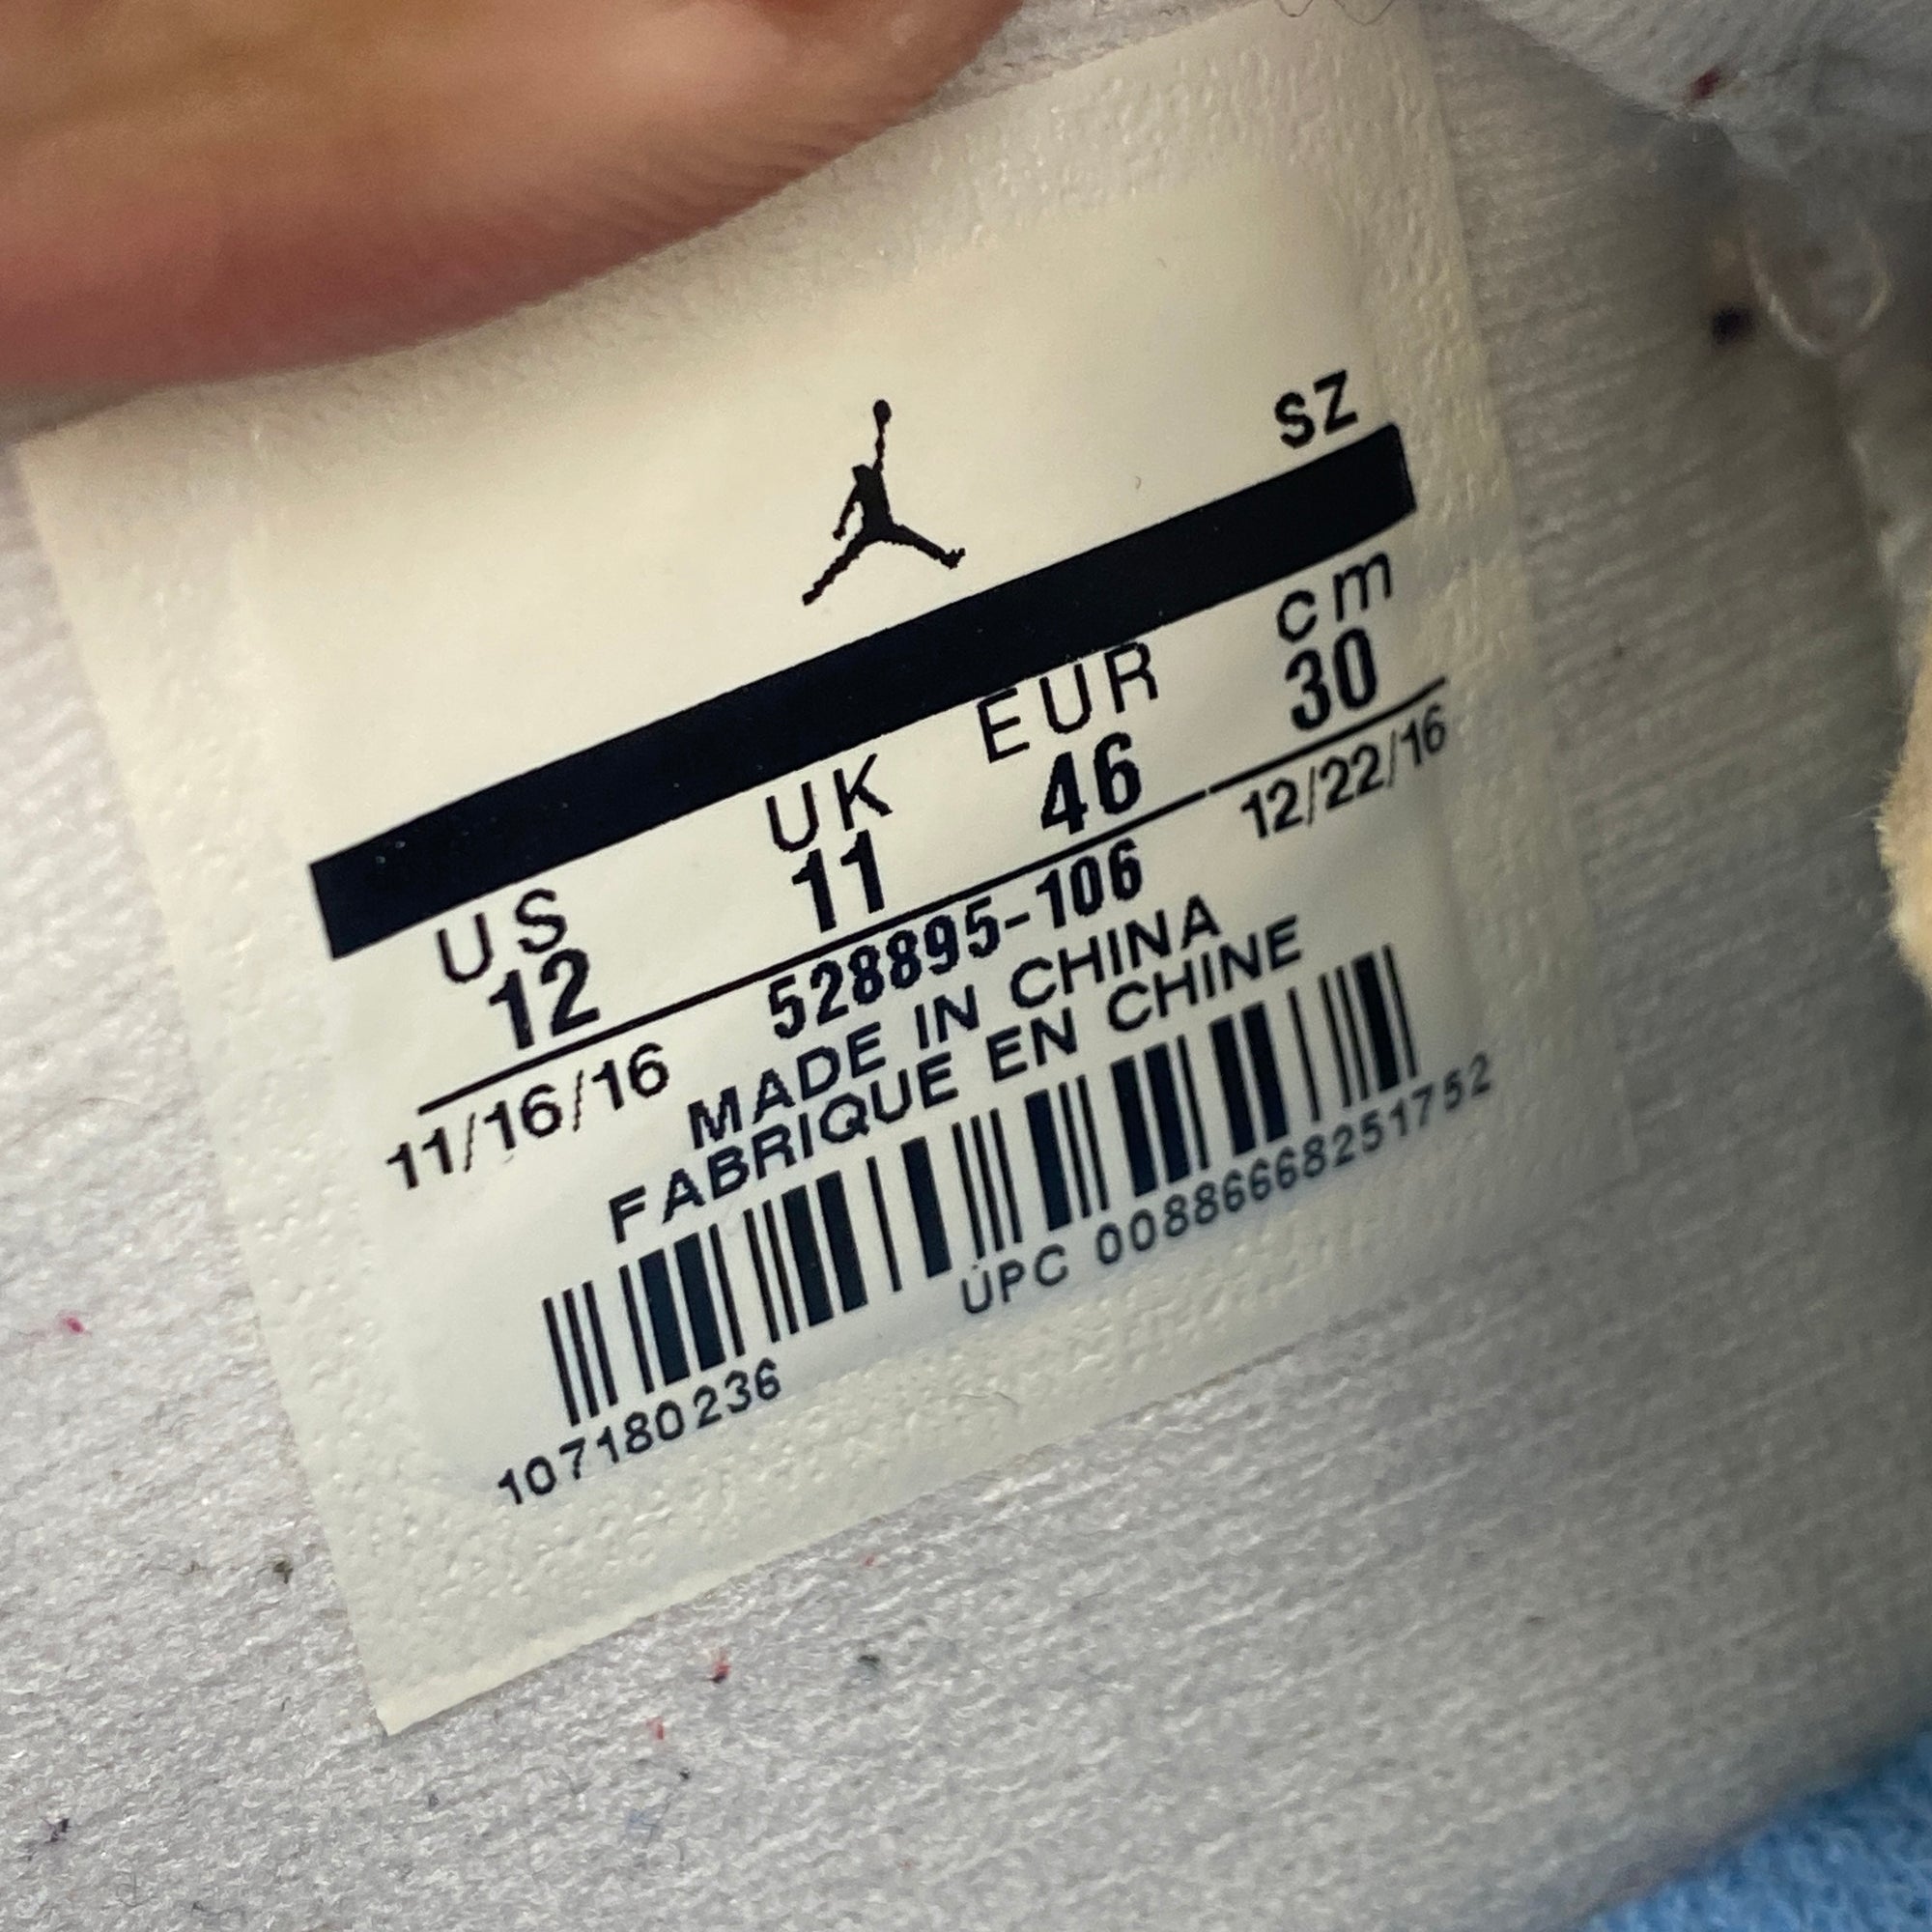 SZ
US UK EUR cm
12 11 46 30
11/16/16 528895-106 12/22/16
MADE IN CHINA
FABRIQUE EN CHINE
107180236 UPC 00886668251752